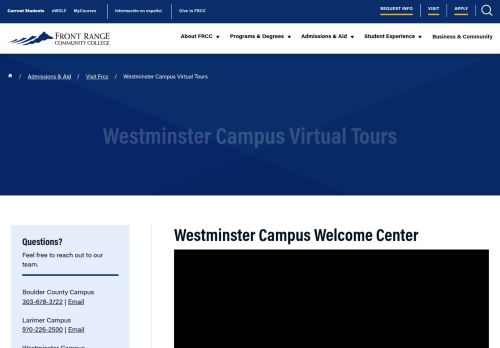 Current Students eWOLF MyCourses Información en español Give to FRCC REQUEST INFO VISIT APPLY
FRONT RANGE
COMMUNITY COLLEGE
About FRCC Programs & Degrees Admissions & Aid Student Experience Business & Community
/ Admissions & Aid / Visit Frcc / Westminster Campus Virtual Tours
Westminster Campus Virtual Tours
Questions?
Feel free to reach out to our
team.
Boulder County Campus
303-678-3722 | Email
Larimer Campus
970-226-2500 | Email
Westminster Campus
Westminster Campus Welcome Center